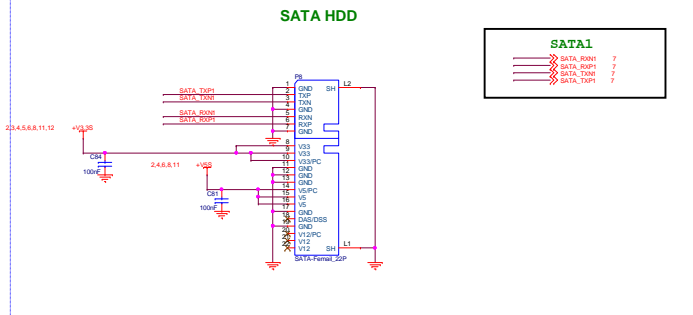 SATA HDD
SATA1
SATA_RXN1 7
SATA_RXP1 7
SATA_TXN1 7
SATA_TXP1 7
P8
1 GND SH L2
SATA_TXP1 2 TXP
SATA_TXN1 3 TXN
4 GND
SATA_RXN1 5 RXN
SATA_RXP1 6 RXP
7 GND
2,3,4,5,6,8,11,12 +V3.3S
8 V33
9 V33
10 V33/PC
C84
100nF
11 GND
12 GND
13 GND
2,4,6,8,11 +V5S
14 V5/PC
15 V5
16 V5
C81
100nF
17 GND
18 DAS/DSS
19 GND
20 V12/PC
21 V12
22 V12 SH L1
SATA-Femail_22P